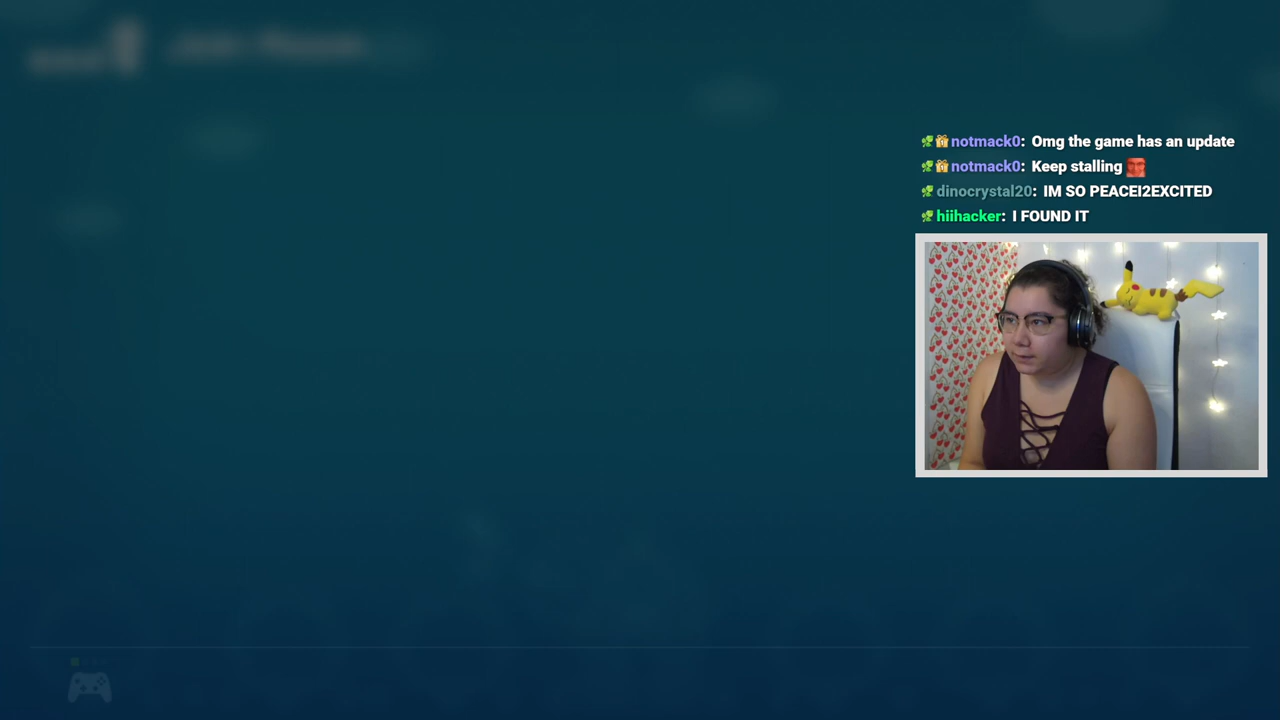 notmack0: Omg the game has an update
notmack0: Keep stalling
dinocrystal20: IM SO PEACEI2EXCITED
hiihacker: I FOUND IT